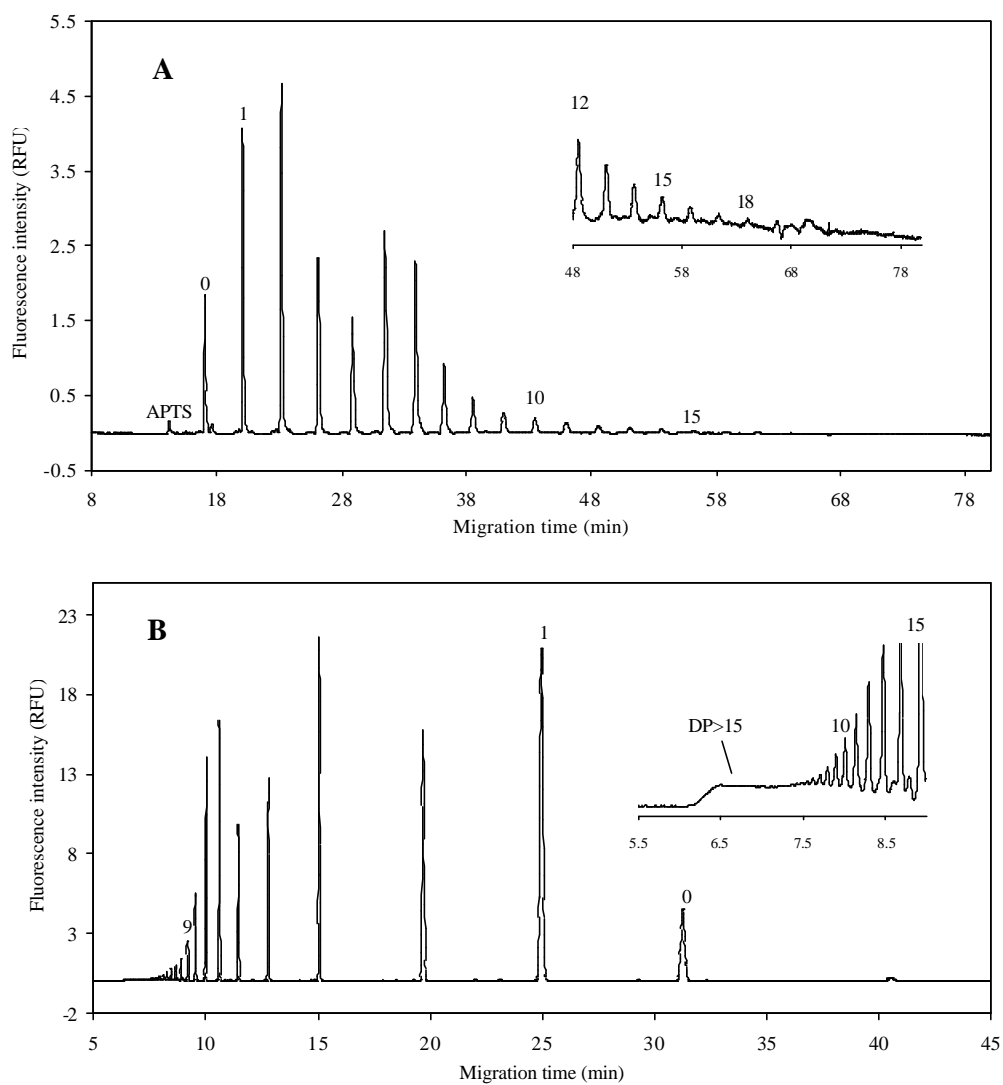 5.5
A
4.5
3.5
2.5
1.5
0.5
-0.5
Fluorescence intensity (RFU)
APTS
0
1
10
15
12
15
18
48 58 68 78
8 18 28 38 48 58 68 78
Migration time (min)
B
23
18
13
8
3
-2
Fluorescence intensity (RFU)
9
1
0
DP>15
10
15
5.5 6.5 7.5 8.5
5 10 15 20 25 30 35 40 45
Migration time (min)